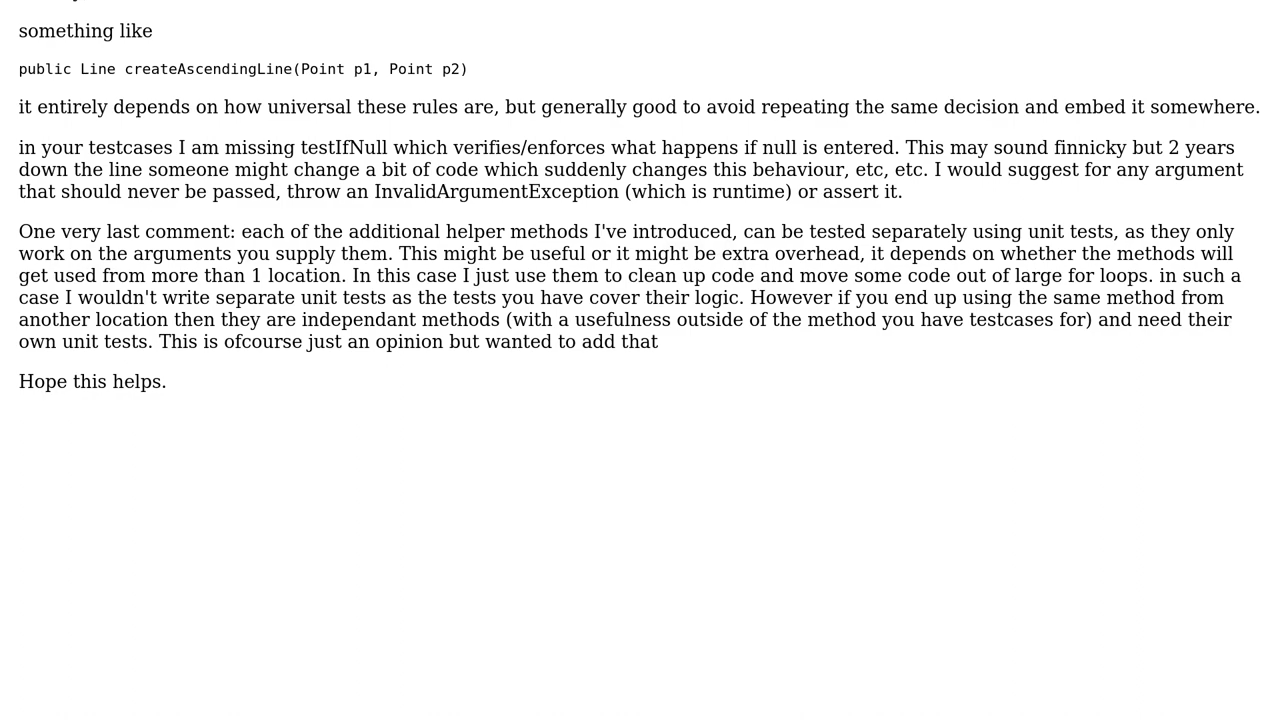 something like
public Line createAscendingLine(Point p1, Point p2)
it entirely depends on how universal these rules are, but generally good to avoid repeating the same decision and embed it somewhere.
in your testcases I am missing testIfNull which verifies/enforces what happens if null is entered. This may sound finnicky but 2 years
down the line someone might change a bit of code which suddenly changes this behaviour, etc, etc. I would suggest for any argument
that should never be passed, throw an InvalidArgumentException (which is runtime) or assert it.
One very last comment: each of the additional helper methods I've introduced, can be tested separately using unit tests, as they only
work on the arguments you supply them. This might be useful or it might be extra overhead, it depends on whether the methods will
get used from more than 1 location. In this case I just use them to clean up code and move some code out of large for loops. in such a
case I wouldn't write separate unit tests as the tests you have cover their logic. However if you end up using the same method from
another location then they are independant methods (with a usefulness outside of the method you have testcases for) and need their
own unit tests. This is ofcourse just an opinion but wanted to add that
Hope this helps.